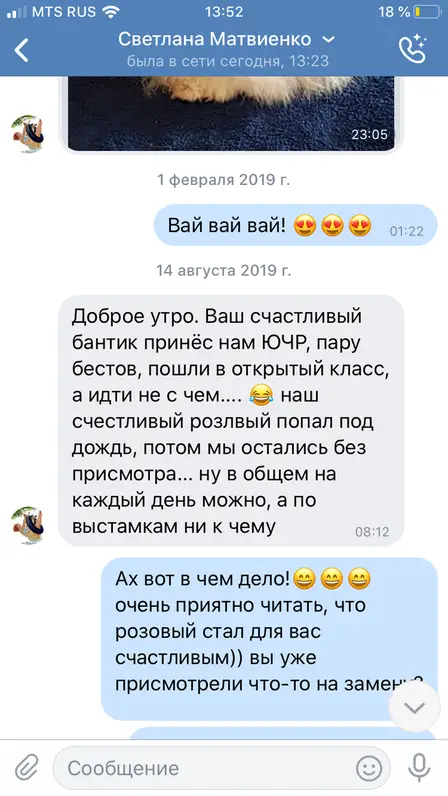 MTS RUS 13:52 18 %
Светлана Матвиенко
была в сети сегодня, 13:23
23:05
1 февраля 2019 г.
Вай вай вай! 😍😍😍 01:22
14 августа 2019 г.
Доброе утро. Ваш счастливый
бантик принёс нам ЮЧР, пару
бестов, пошли в открытый класс,
а идти не с чем.... 😂 наш
счестливый розлвый попал под
дождь, потом мы остались без
присмотра... ну в общем на
каждый день можно, а по
выстамкам ни к чему 08:12
Ах вот в чем дело!😄😄😄
очень приятно читать, что
розовый стал для вас
счастливым)) вы уже
присмотрели что-то на замену?
Сообщение